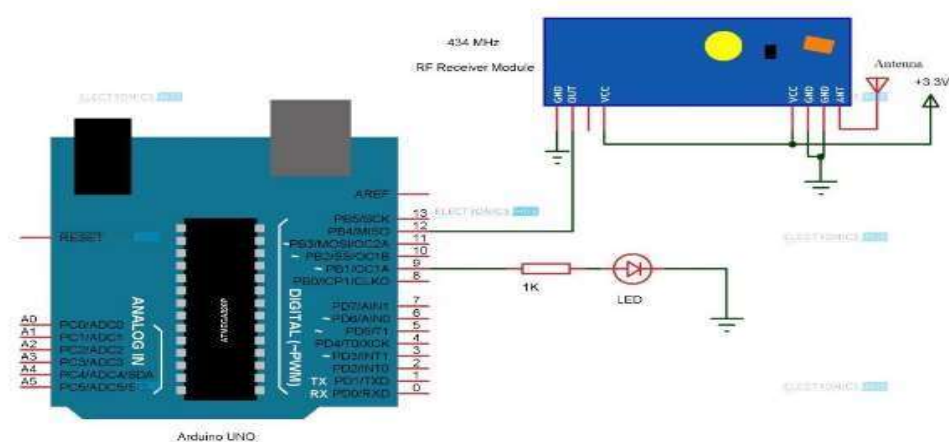 434 MHz
RF Receiver Module
GND
OUT
VCC
VCC
GND
GND
ANT
Antenna
+3.3V
ELECTRONICS
AREF
RESET
PB5/SCK 13
PB4/MISO 12
~PB3/MOSI/OC2A 11
~ PB2/SS/OC1B 10
~PB1/OC1A 9
PB0/ICP1/CLKO 8
PD7/AIN1 7
~ PD6/AIN0 6
~ PD5/T1 5
PD4/T0/XCK 4
~ PD3/INT1 3
PD2/INT0 2
TX PD1/TXD 1
RX PD0/RXD 0
ANALOG IN
DIGITAL (~PWM)
A0 PC0/ADC0
A1 PC1/ADC1
A2 PC2/ADC2
A3 PC3/ADC3
A4 PC4/ADC4/SDA
A5 PC5/ADC5/
ELECTRONICS
ELECTRONICS
1K
LED
ELECTRONICS
Arduino UNO